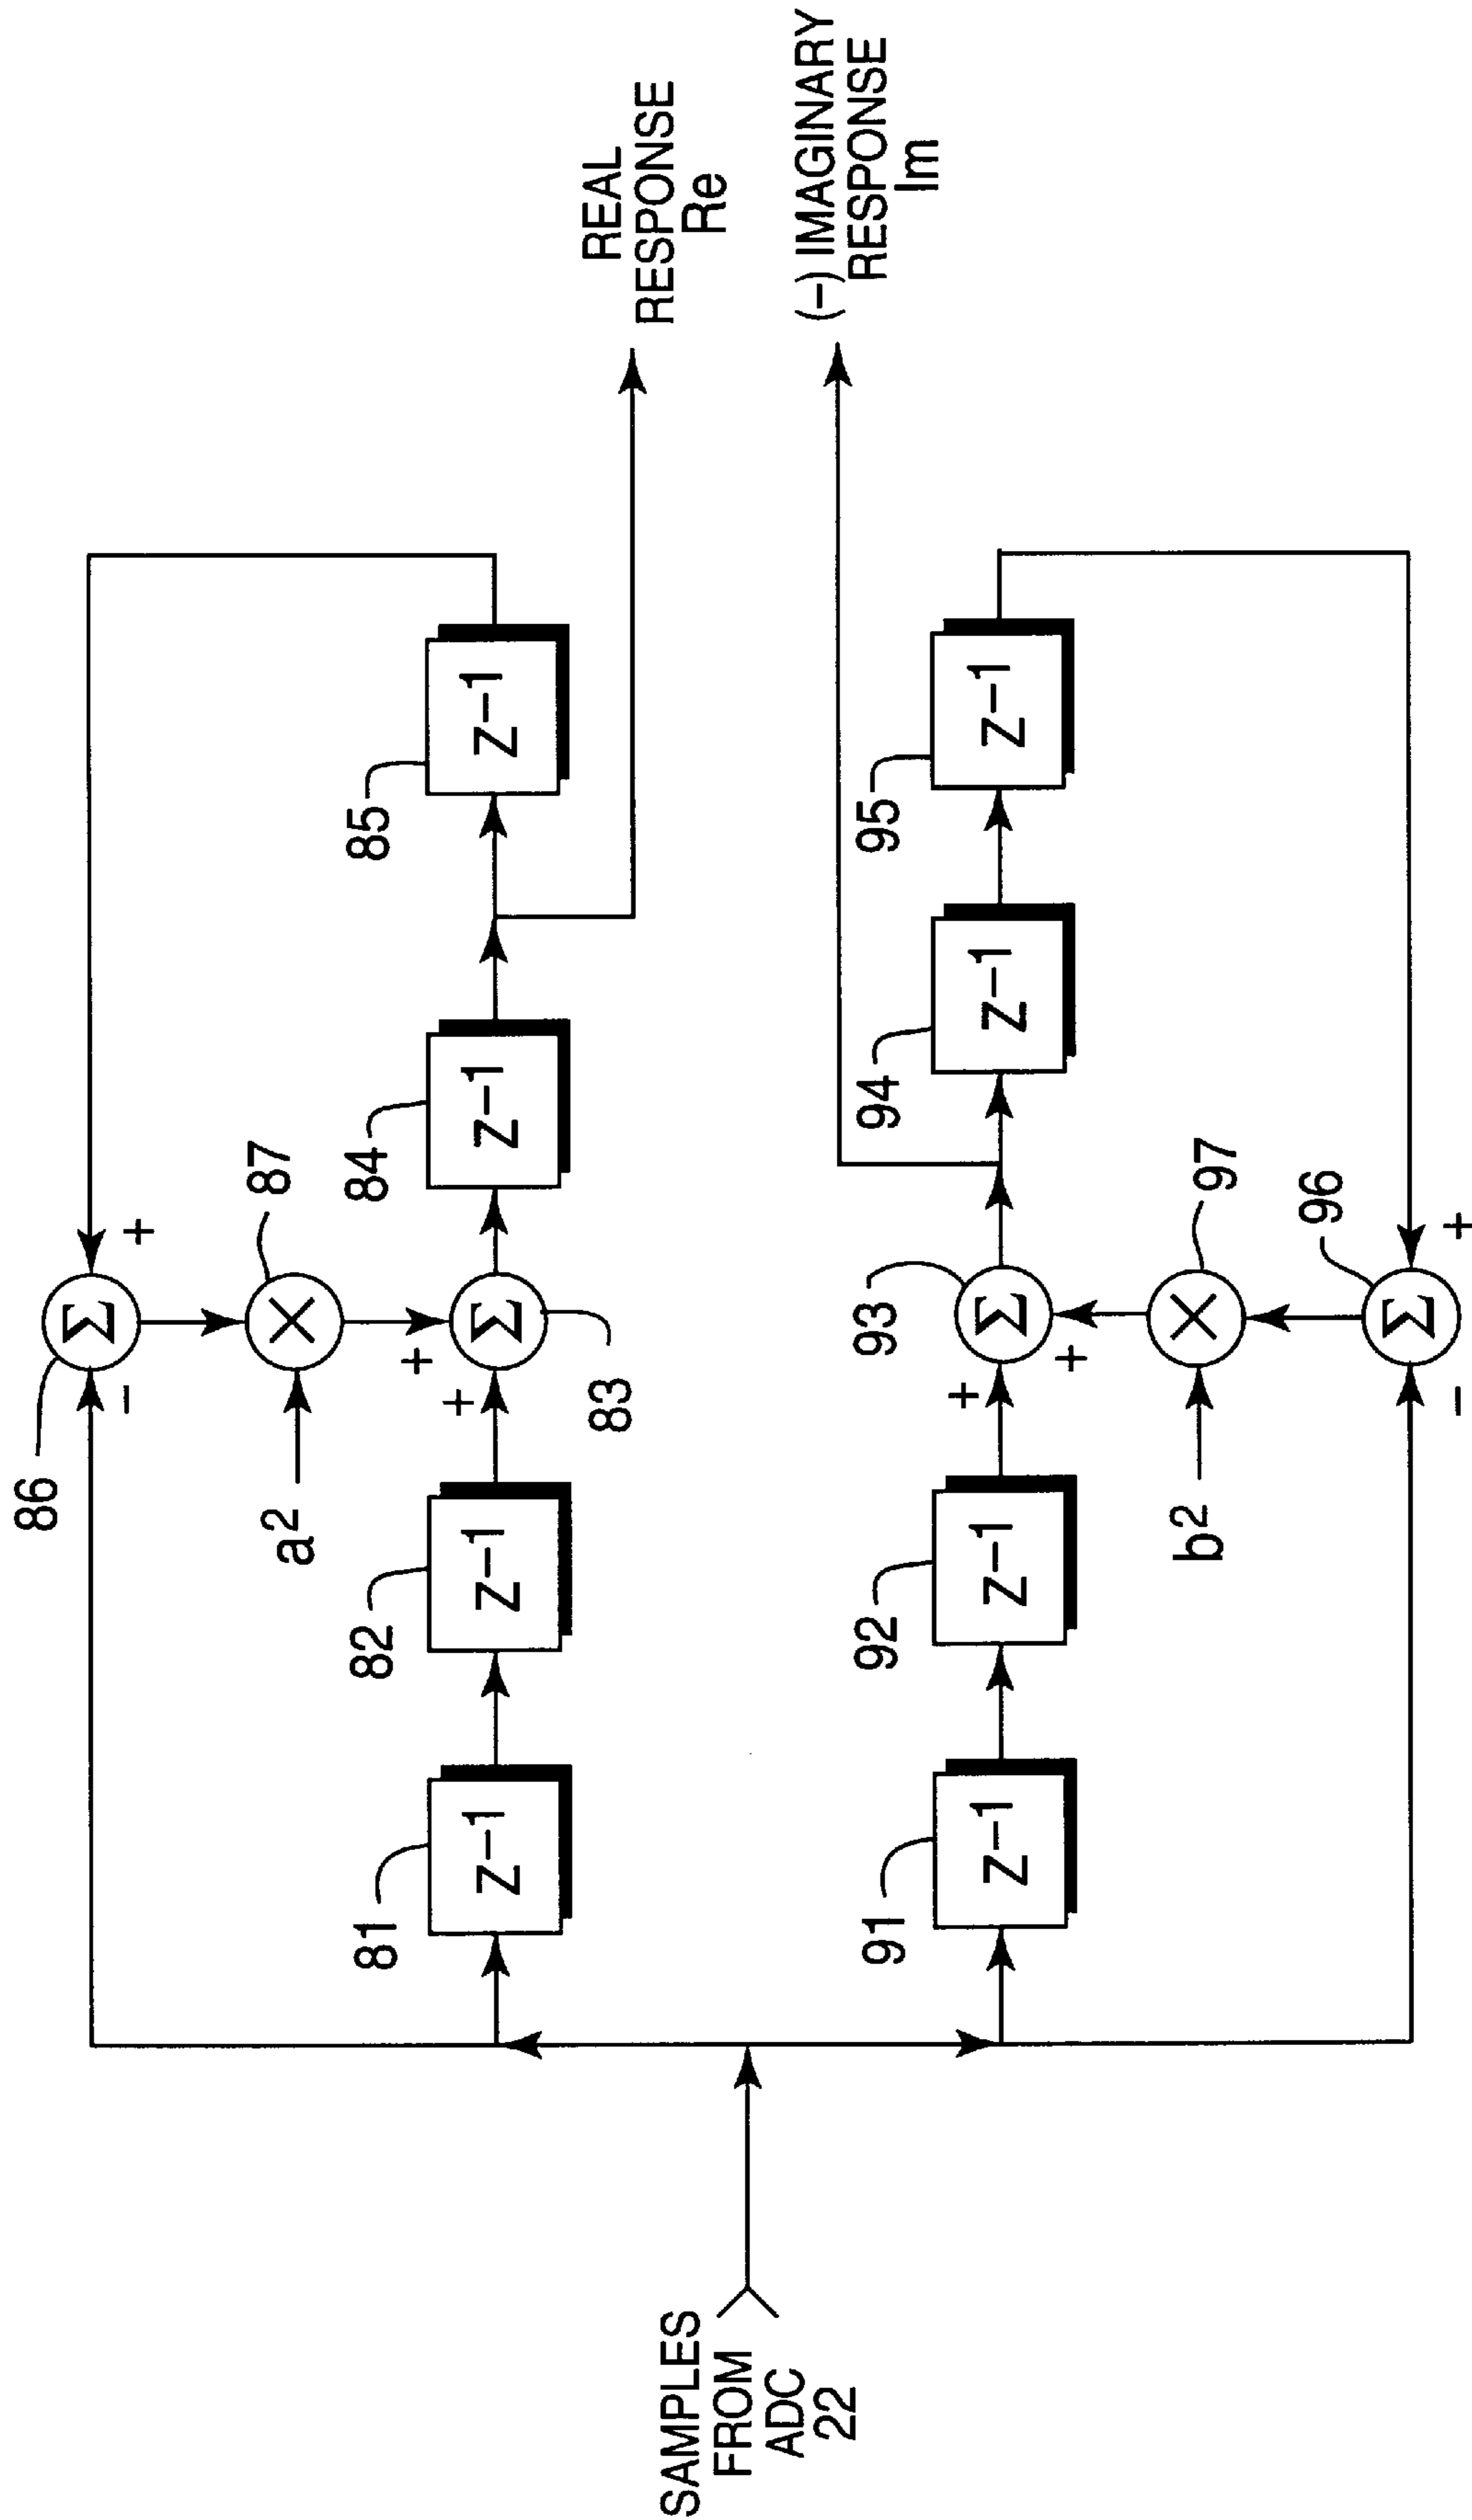 86
Σ
+
-
87
×
a²
85
z⁻¹
84
z⁻¹
+
+
Σ
83
82
z⁻¹
81
z⁻¹
REAL
RESPONSE
Re
(-) IMAGINARY
RESPONSE
Im
SAMPLES
FROM
ADC
22
91
z⁻¹
92
z⁻¹
93
+
Σ
+
94
z⁻¹
95
z⁻¹
b²
×
97
96
-
Σ
+